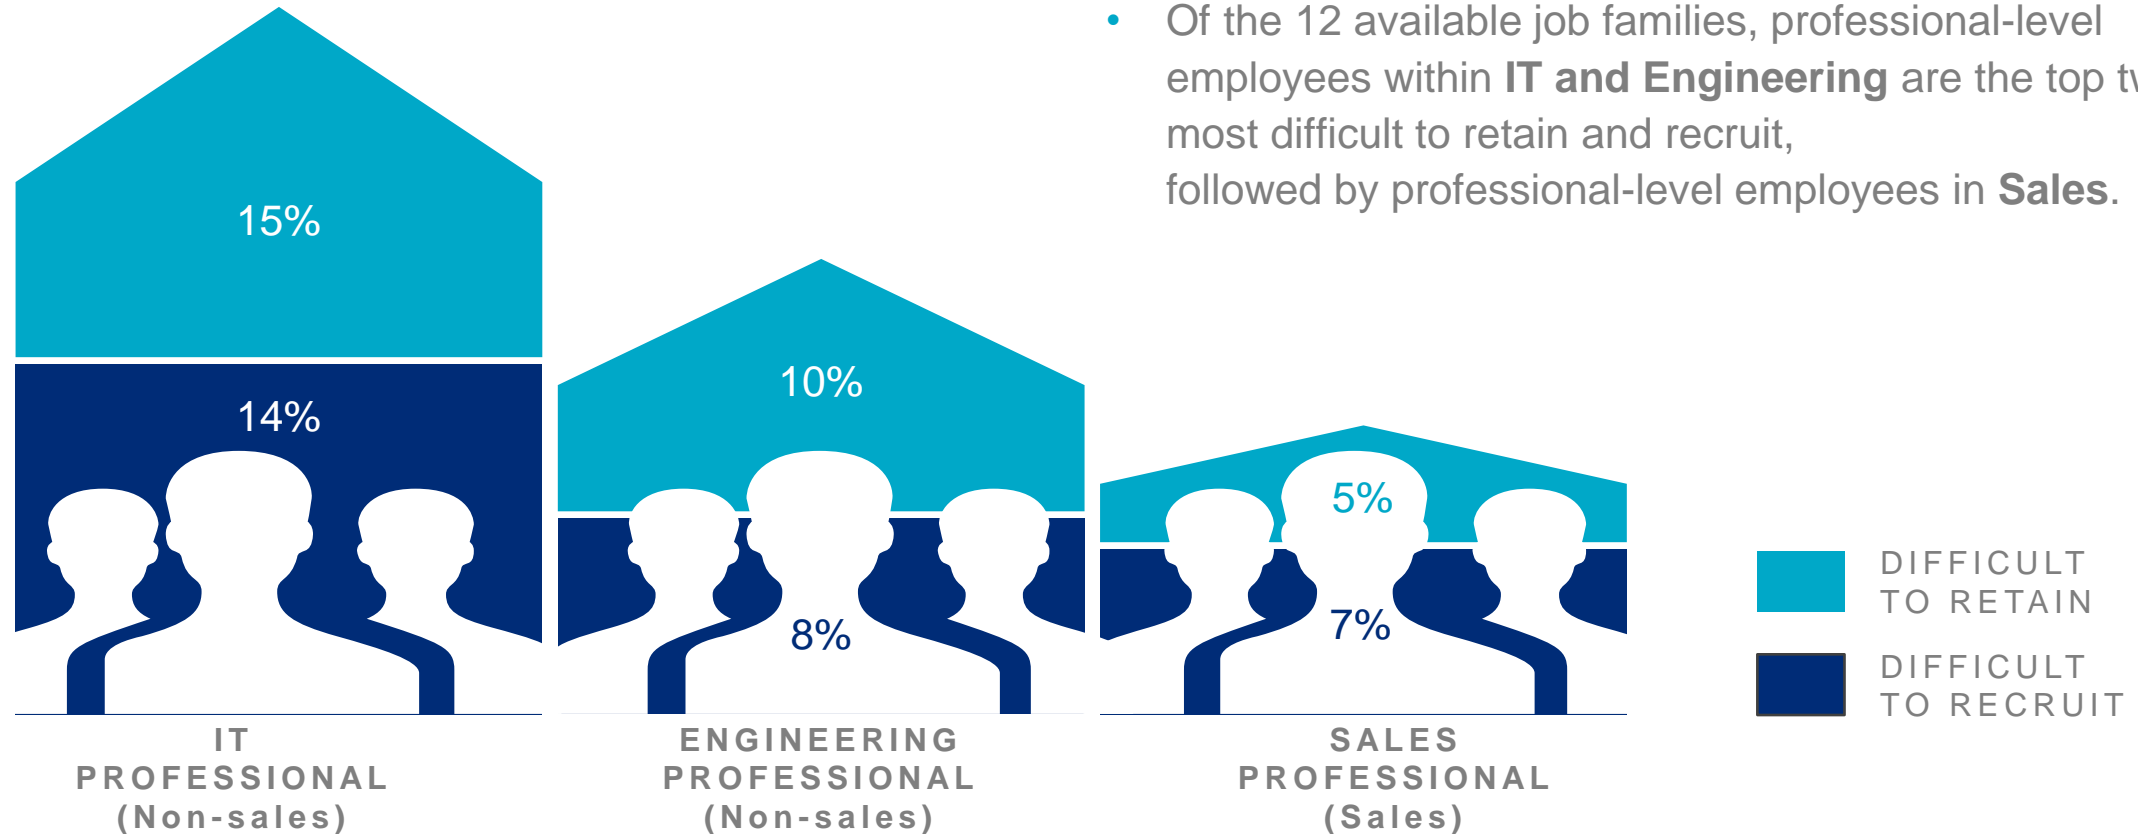 • Of the 12 available job families, professional-level
employees within IT and Engineering are the top
most difficult to retain and recruit,
followed by professional-level employees in Sales.
15%
14%
10%
8%
5%
7%
DIFFICULT
TO RETAIN
DIFFICULT
TO RECRUIT
IT
PROFESSIONAL
(Non-sales)
ENGINEERING
PROFESSIONAL
(Non-sales)
SALES
PROFESSIONAL
(Sales)